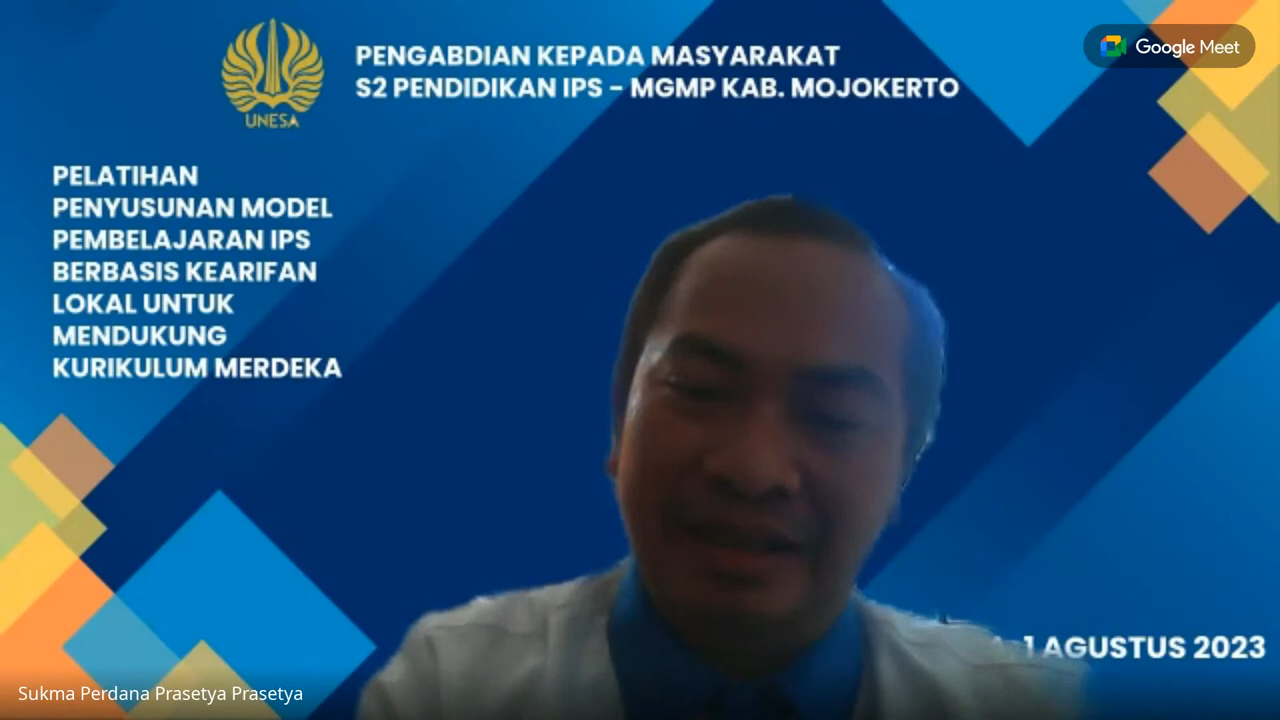 Google Meet
UNESA
PENGABDIAN KEPADA MASYARAKAT
S2 PENDIDIKAN IPS - MGMP KAB. MOJOKERTO
PELATIHAN
PENYUSUNAN MODEL
PEMBELAJARAN IPS
BERBASIS KEARIFAN
LOKAL UNTUK
MENDUKUNG
KURIKULUM MERDEKA
1 AGUSTUS 2023
Sukma Perdana Prasetya Prasetya